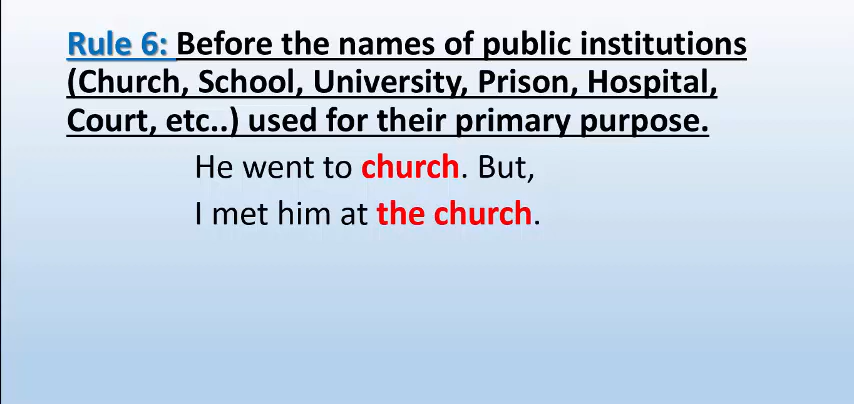 Rule 6: Before the names of public institutions
(Church, School, University, Prison, Hospital,
Court, etc..) used for their primary purpose.
He went to church. But,
I met him at the church.